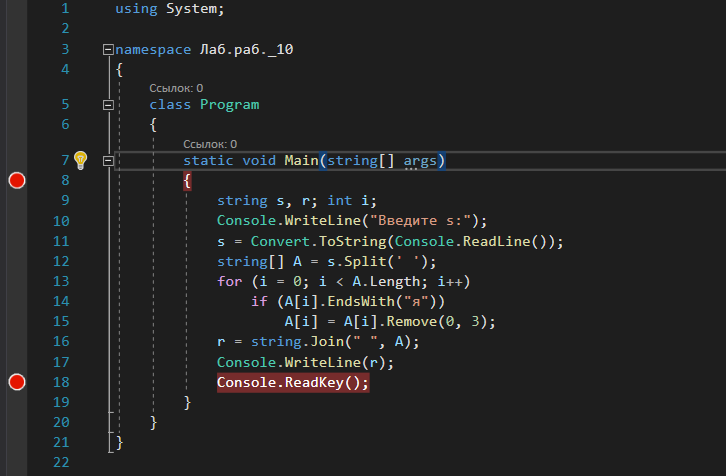 1 using System;
2
3 namespace Лаб.раб._10
4 {
Ссылок: 0
5 class Program
6 {
Ссылок: 0
7 static void Main(string[] args)
8 {
9 string s, r; int i;
10 Console.WriteLine("Введите s:");
11 s = Convert.ToString(Console.ReadLine());
12 string[] A = s.Split(' ');
13 for (i = 0; i < A.Length; i++)
14 if (A[i].EndsWith("я"))
15 A[i] = A[i].Remove(0, 3);
16 r = string.Join(" ", A);
17 Console.WriteLine(r);
18 Console.ReadKey();
19 }
20 }
21 }
22